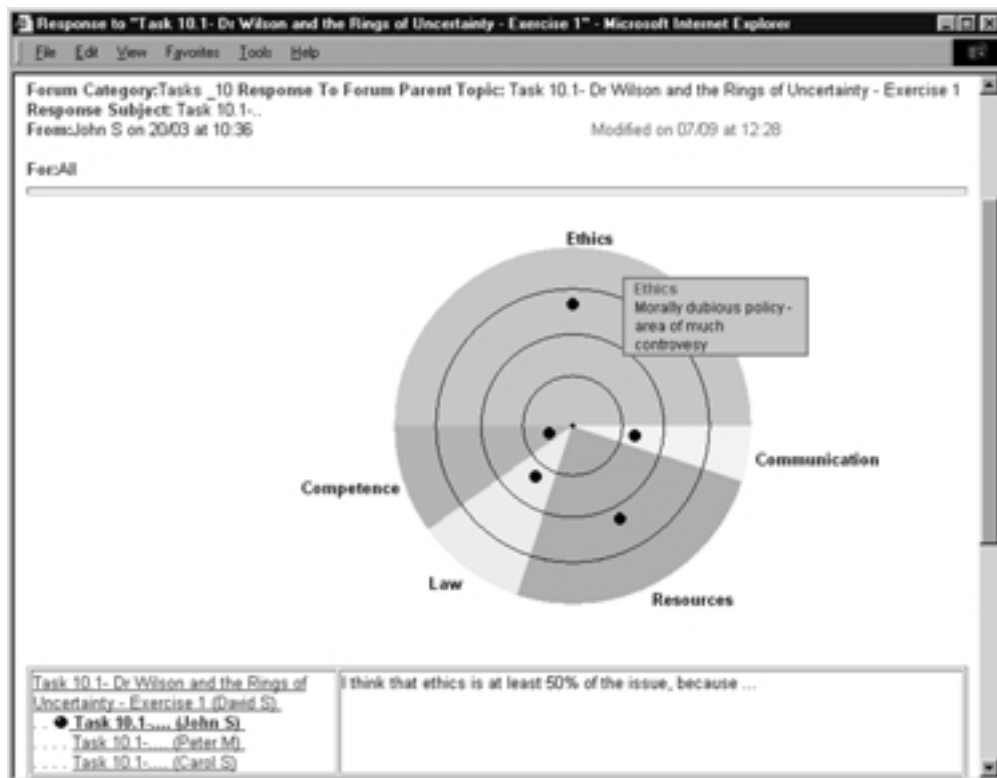 Response to "Task 10.1- Dr Wilson and the Rings of Uncertainty - Exercise 1" - Microsoft Internet Explorer
File Edit View Favorites Tools Help
Forum Category:Tasks _10 Response To Forum Parent Topic: Task 10.1- Dr Wilson and the Rings of Uncertainty - Exercise 1
Response Subject: Task 10.1-..
From:John S on 20/03 at 10:36 Modified on 07/09 at 12:28
For:All
Ethics
Ethics
Morally dubious policy -
area of much
controvesy
Communication
Competence
Law
Resources
Task 10.1- Dr Wilson and the Rings of
Uncertainty - Exercise 1 (David S)
. . Task 10.1-.... (John S)
. . . . Task 10.1-.... (Peter M)
. . . . Task 10.1-.... (Carol S)
I think that ethics is at least 50% of the issue, because ...